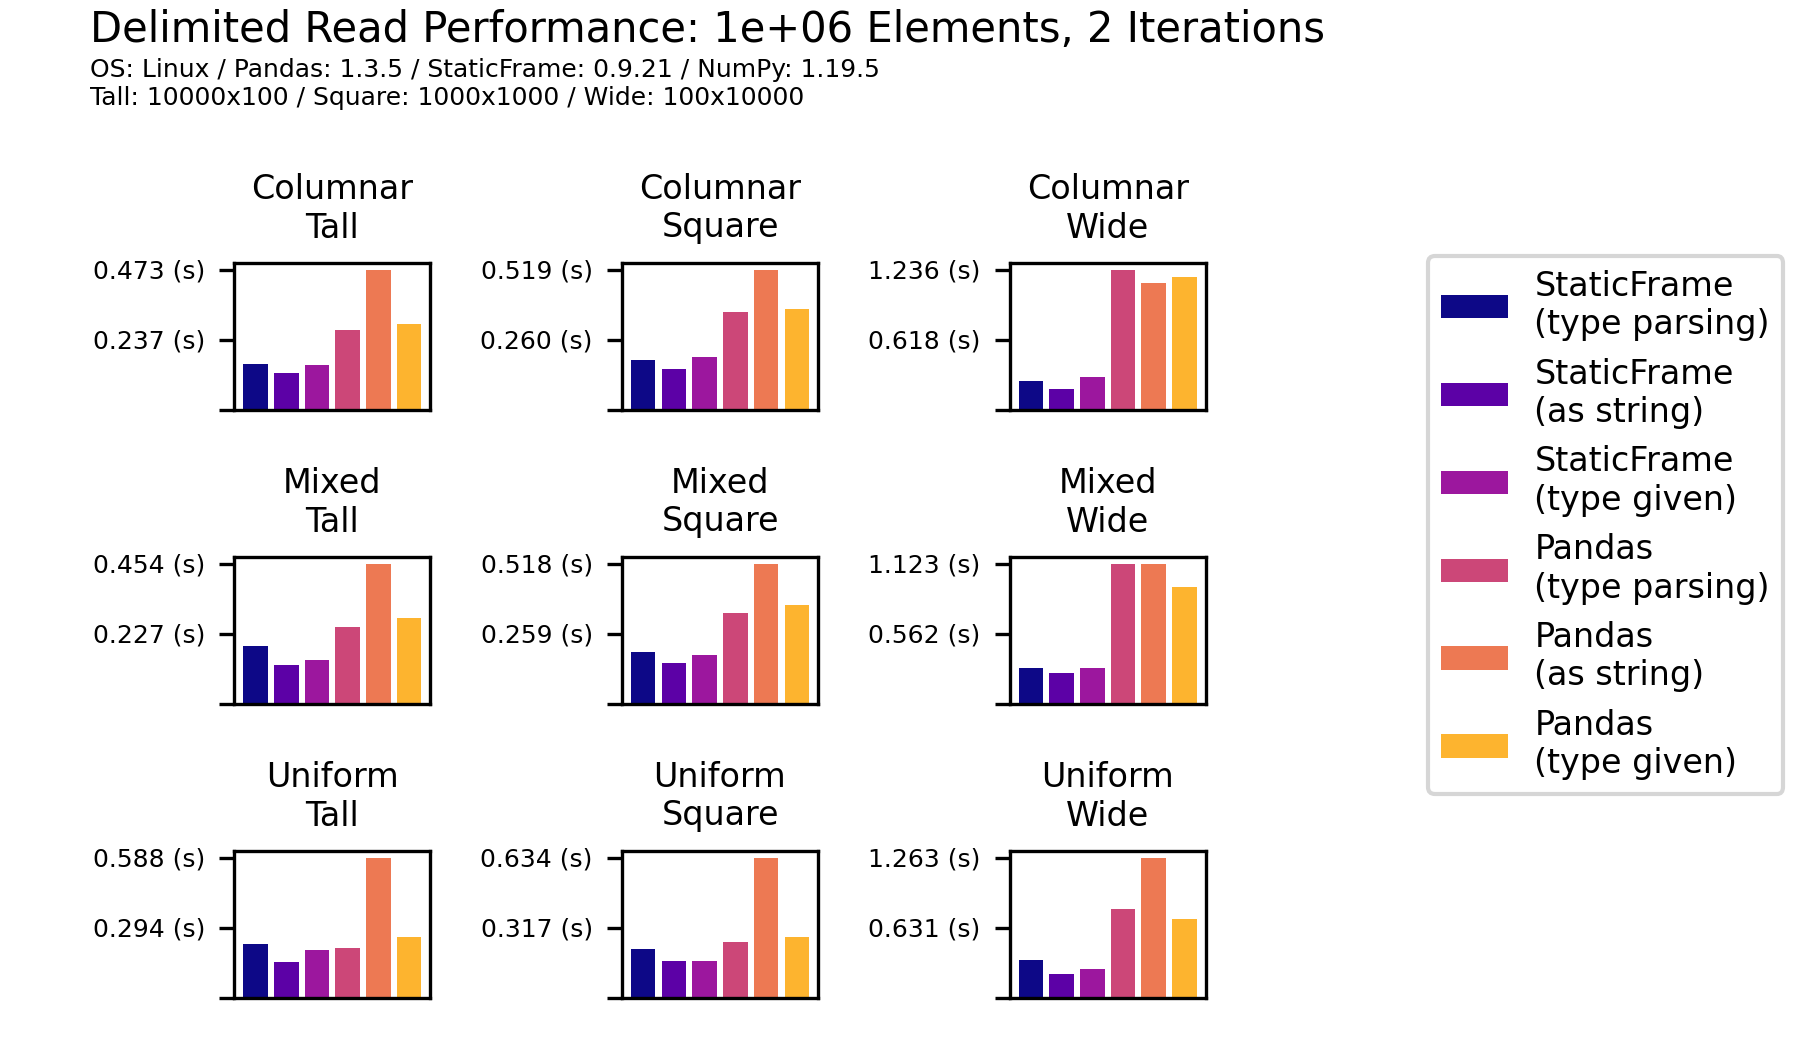 Delimited Read Performance: 1e+06 Elements, 2 Iterations
OS: Linux / Pandas: 1.3.5 / StaticFrame: 0.9.21 / NumPy: 1.19.5
Tall: 10000x100 / Square: 1000x1000 / Wide: 100x10000
Columnar
Tall
0.473 (s)
0.237 (s)
Columnar
Square
0.519 (s)
0.260 (s)
Columnar
Wide
1.236 (s)
0.618 (s)
Mixed
Tall
0.454 (s)
0.227 (s)
Mixed
Square
0.518 (s)
0.259 (s)
Mixed
Wide
1.123 (s)
0.562 (s)
Uniform
Tall
0.588 (s)
0.294 (s)
Uniform
Square
0.634 (s)
0.317 (s)
Uniform
Wide
1.263 (s)
0.631 (s)
StaticFrame
(type parsing)
StaticFrame
(as string)
StaticFrame
(type given)
Pandas
(type parsing)
Pandas
(as string)
Pandas
(type given)